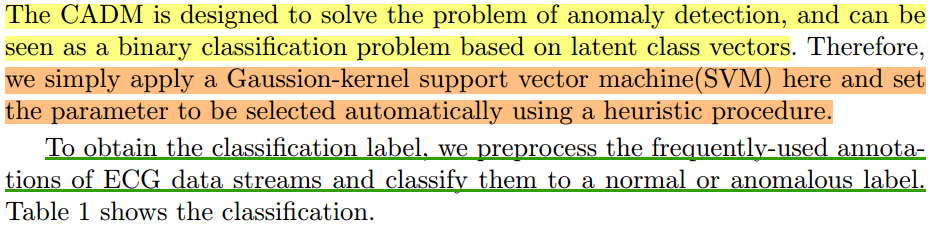 The CADM is designed to solve the problem of anomaly detection, and can be
seen as a binary classification problem based on latent class vectors. Therefore,
we simply apply a Gaussion-kernel support vector machine(SVM) here and set
the parameter to be selected automatically using a heuristic procedure.
To obtain the classification label, we preprocess the frequently-used annota-
tions of ECG data streams and classify them to a normal or anomalous label.
Table 1 shows the classification.